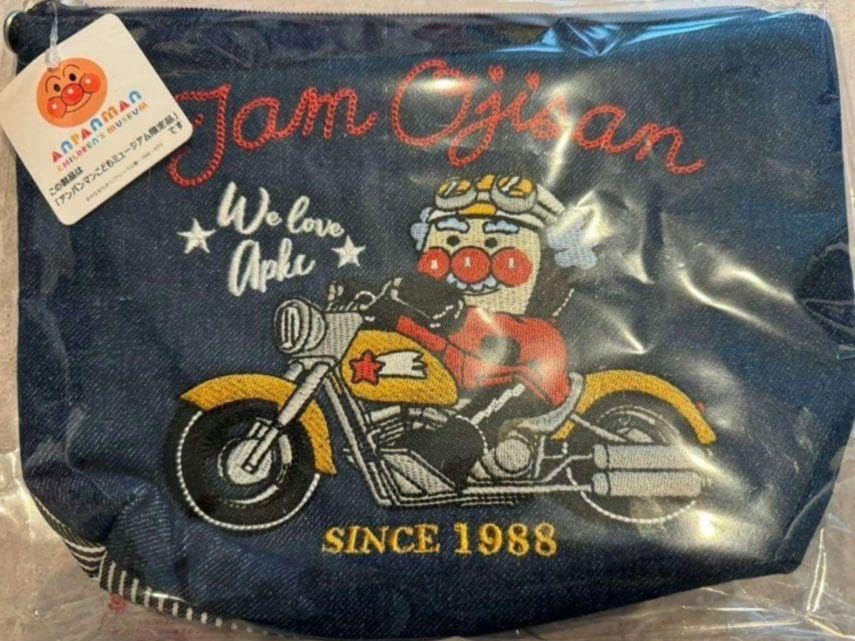 ANPANMAN
CHILDREN'S MUSEUM
この製品は
「アンパンマンこどもミュージアム限定品」
です
Jam Ojisan
We love
Apke
SINCE 1988